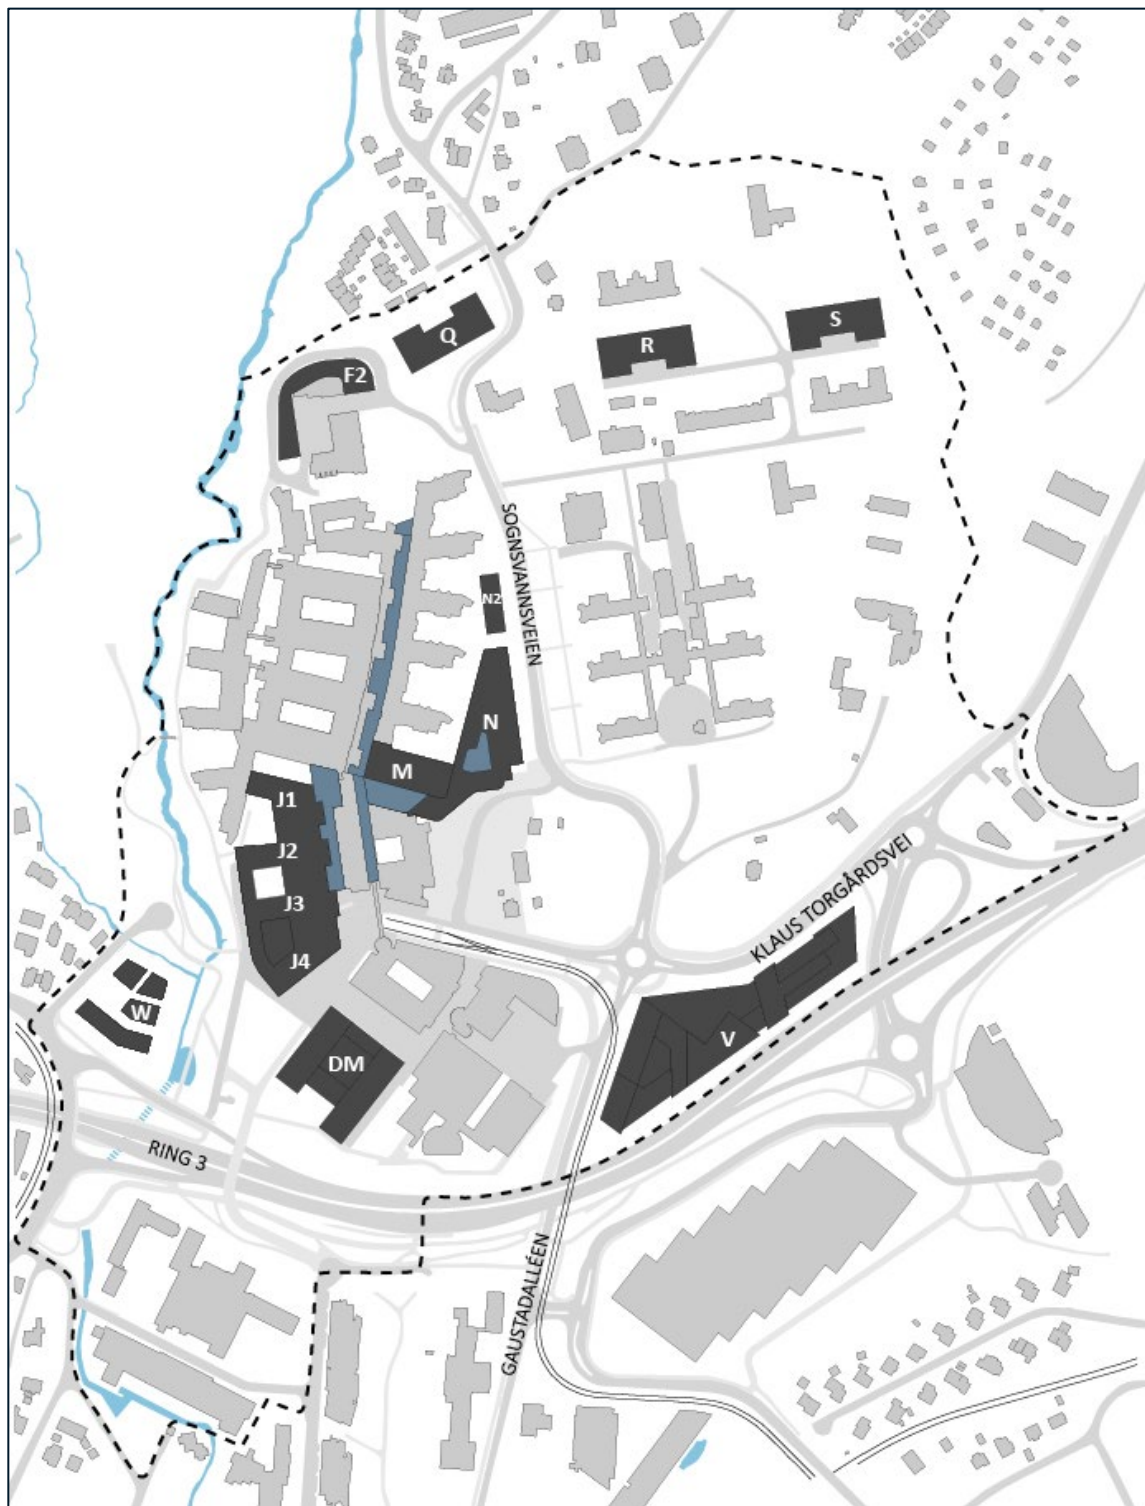 S
Q
R
F2
SOGNSVANNSVEIEN
N2
N
M
J1
J2
J3
J4
KLAUS TORGÅRDSVEI
W
V
DM
RING 3
GAUSTADALLÉEN